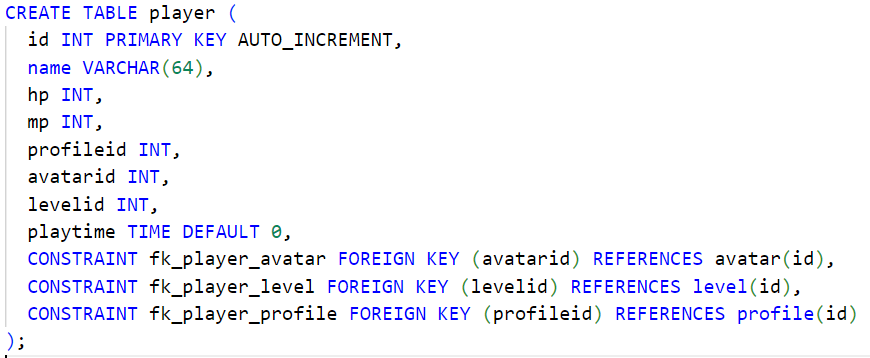 CREATE TABLE player (
  id INT PRIMARY KEY AUTO_INCREMENT,
  name VARCHAR(64),
  hp INT,
  mp INT,
  profileid INT,
  avatarid INT,
  levelid INT,
  playtime TIME DEFAULT 0,
  CONSTRAINT fk_player_avatar FOREIGN KEY (avatarid) REFERENCES avatar(id),
  CONSTRAINT fk_player_level FOREIGN KEY (levelid) REFERENCES level(id),
  CONSTRAINT fk_player_profile FOREIGN KEY (profileid) REFERENCES profile(id)
);